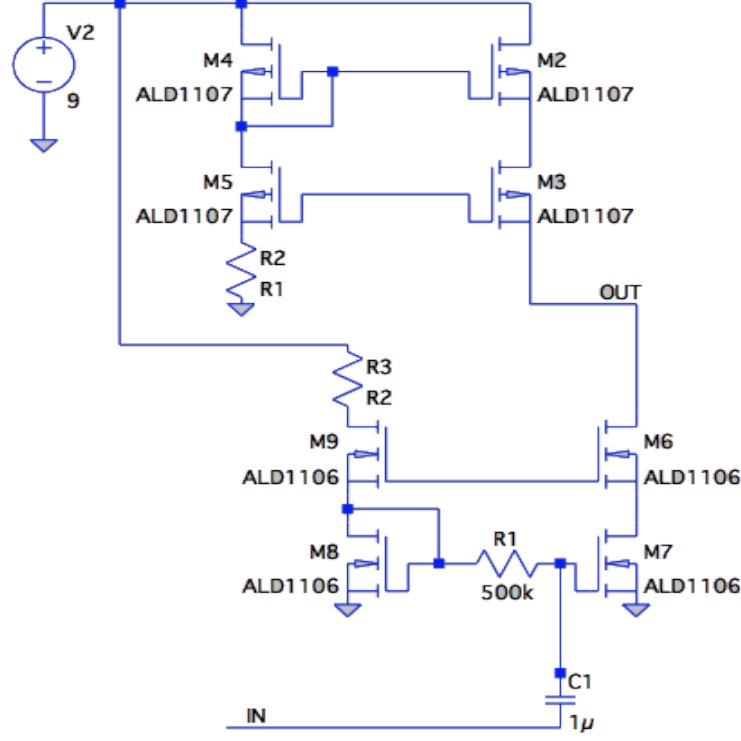 V2
+
−
9
M4
ALD1107
M2
ALD1107
M5
ALD1107
M3
ALD1107
R2
R1
OUT
R3
R2
M9
ALD1106
M6
ALD1106
M8
ALD1106
R1
500k
M7
ALD1106
C1
1µ
IN